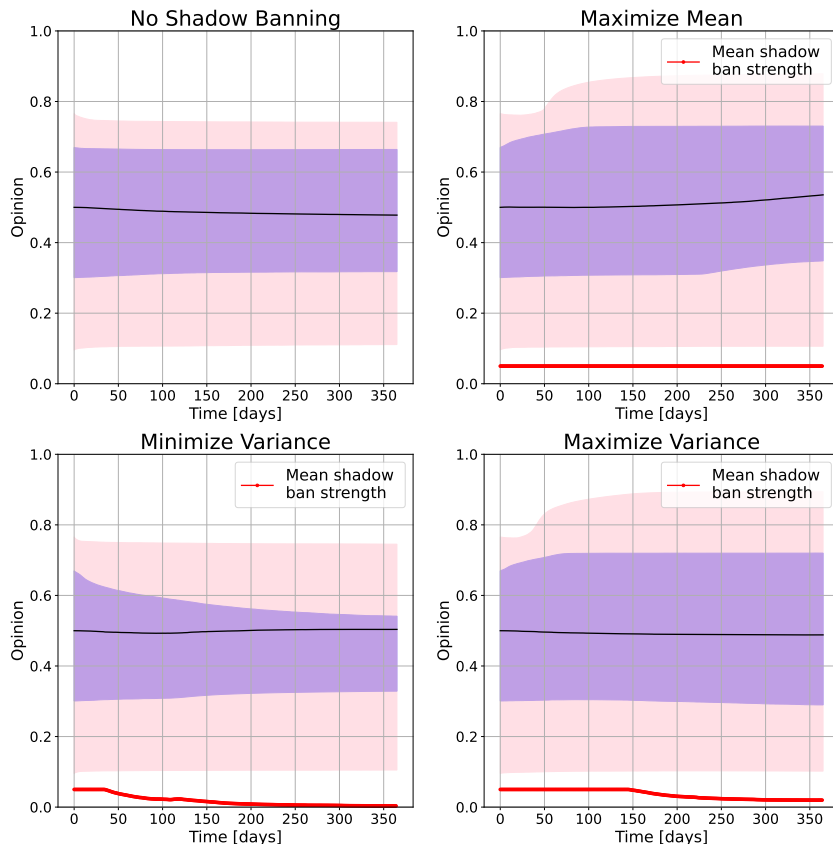 No Shadow Banning
1.0
0.8
0.6
0.4
0.2
0.0
Opinion
0 50 100 150 200 250 300 350
Time [days]
Maximize Mean
Mean shadow
ban strength
1.0
0.8
0.6
0.4
0.2
0.0
Opinion
0 50 100 150 200 250 300 350
Time [days]
Minimize Variance
Mean shadow
ban strength
1.0
0.8
0.6
0.4
0.2
0.0
Opinion
0 50 100 150 200 250 300 350
Time [days]
Maximize Variance
Mean shadow
ban strength
1.0
0.8
0.6
0.4
0.2
0.0
Opinion
0 50 100 150 200 250 300 350
Time [days]